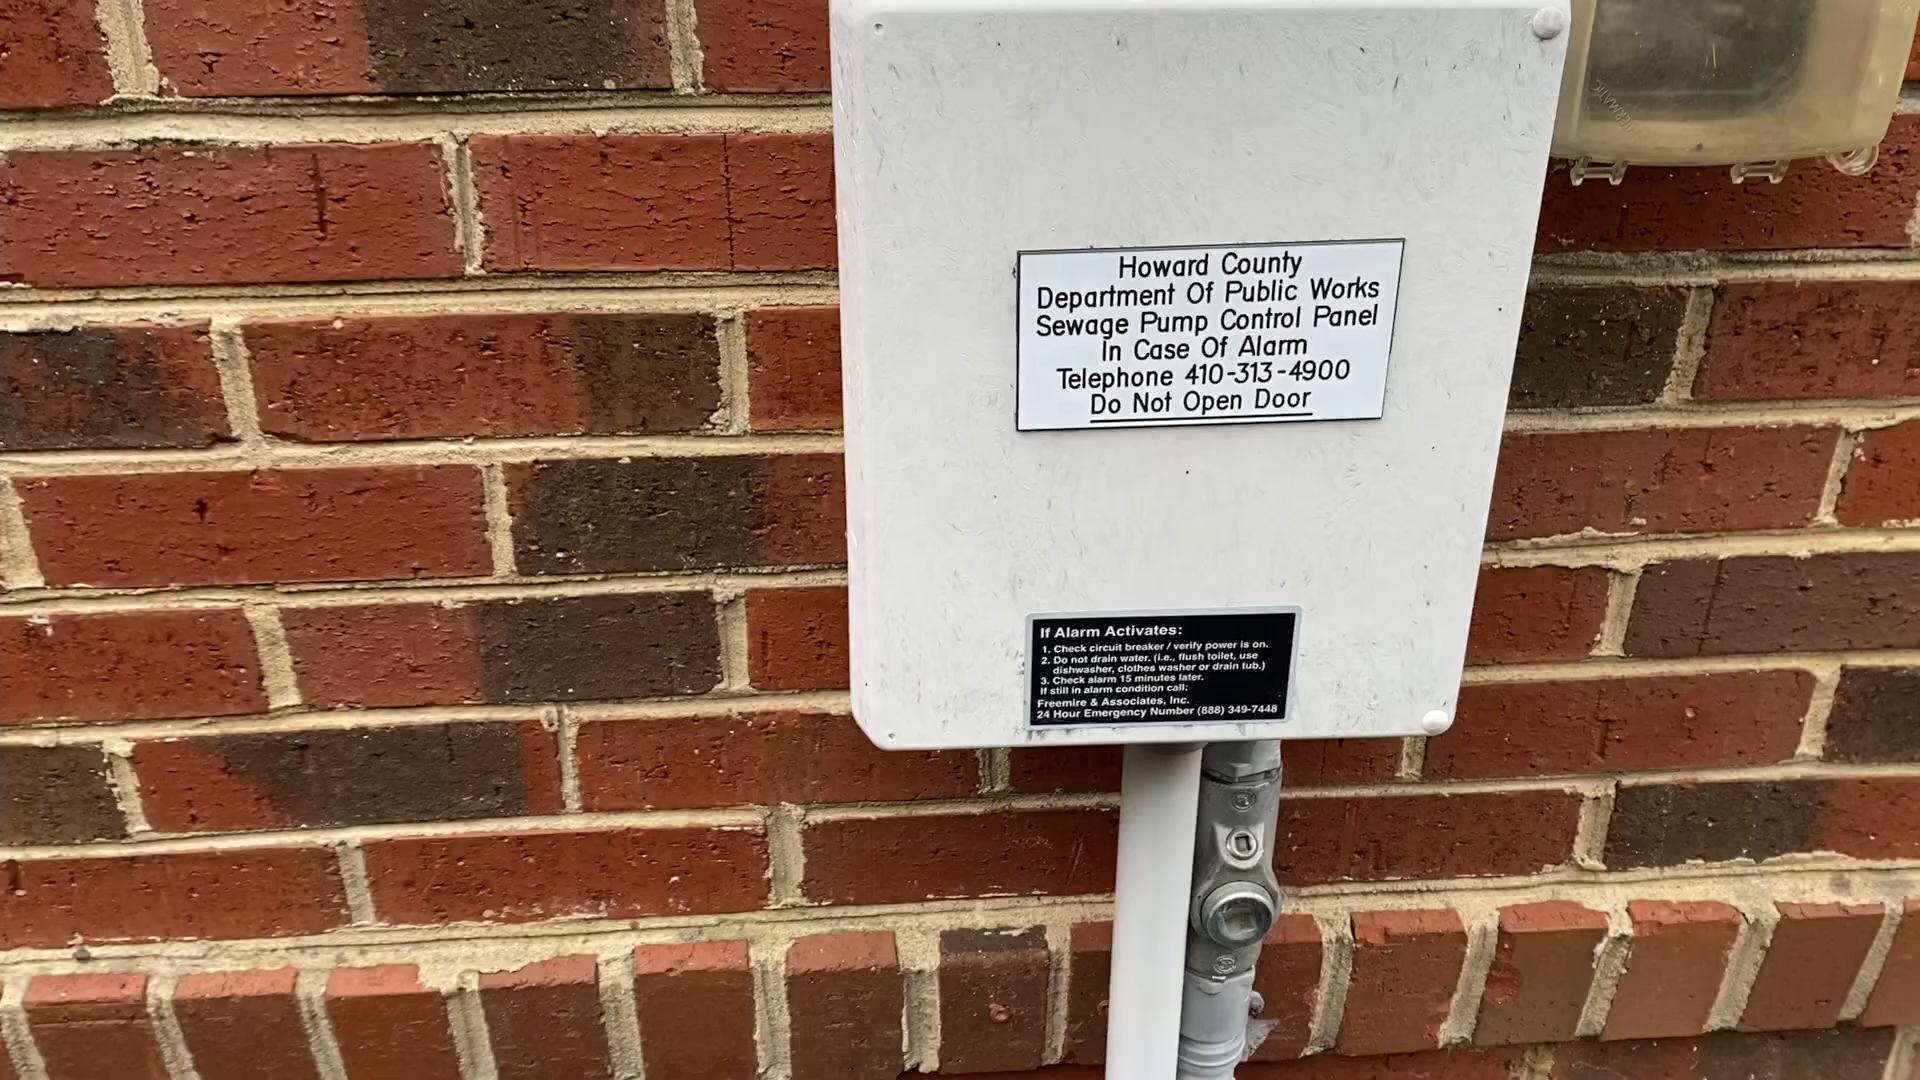 Howard County
Department Of Public Works
Sewage Pump Control Panel
In Case Of Alarm
Telephone 410-313-4900
Do Not Open Door
If Alarm Activates:
1. Check circuit breaker / verify power is on.
2. Do not drain water. (i.e., flush toilet, use
dishwasher, clothes washer or drain tub.)
3. Check alarm 15 minutes later.
If still in alarm condition call:
Freemire & Associates, Inc.
24 Hour Emergency Number (888) 349-7448